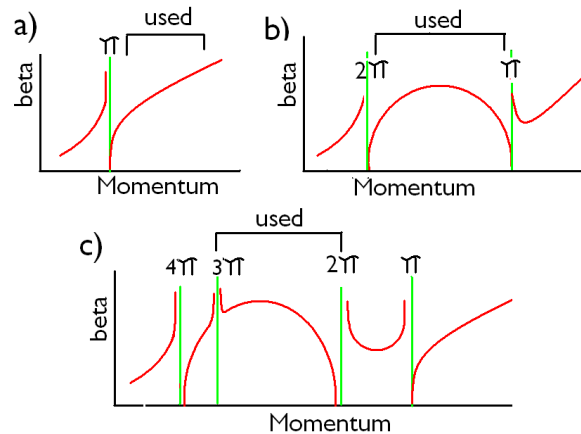 a)
used
π
beta
Momentum
b)
used
2π
π
beta
Momentum
c)
used
4π
3π
2π
π
beta
Momentum